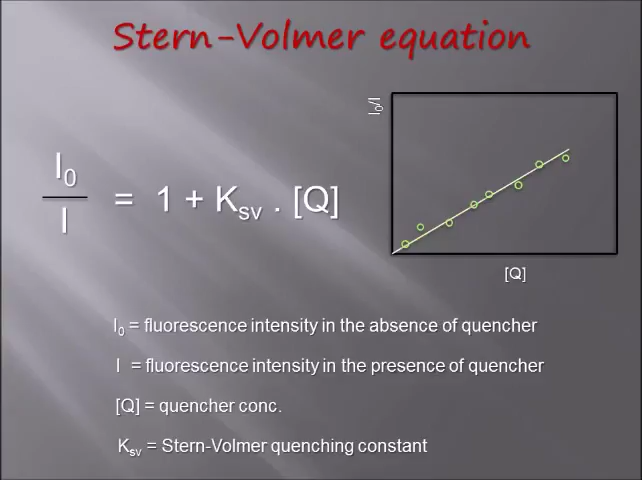 Stern-Volmer equation
I₀/I
I₀/I = 1 + Ksv . [Q]
[Q]
I₀ = fluorescence intensity in the absence of quencher
I = fluorescence intensity in the presence of quencher
[Q] = quencher conc.
Ksv = Stern-Volmer quenching constant